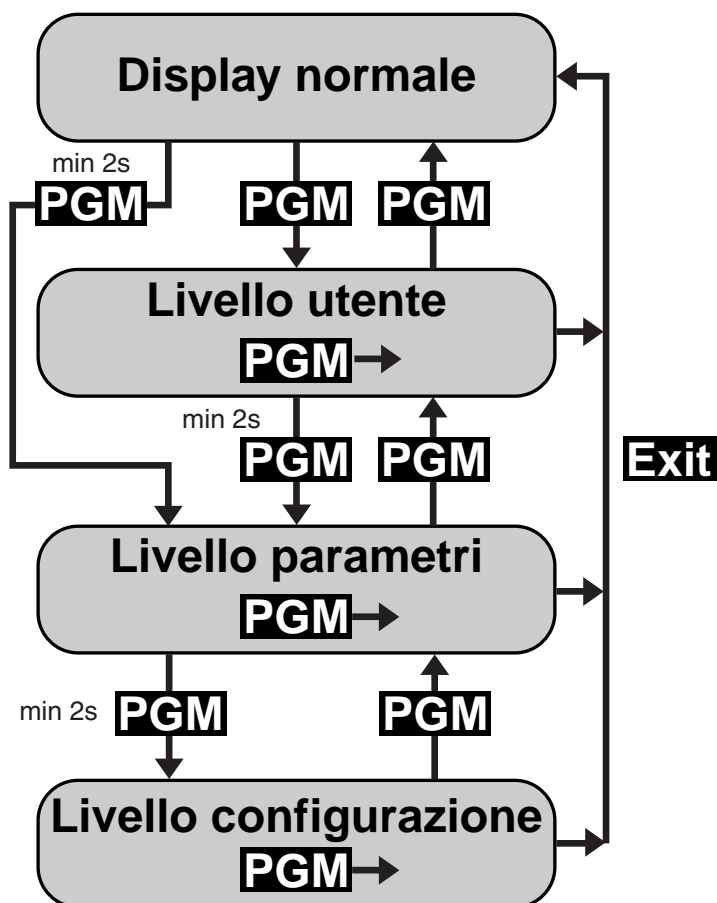 Display normale
min 2s
PGM
PGM
PGM
Livello utente
PGM
min 2s
PGM
PGM
Exit
Livello parametri
PGM
min 2s
PGM
PGM
Livello configurazione
PGM